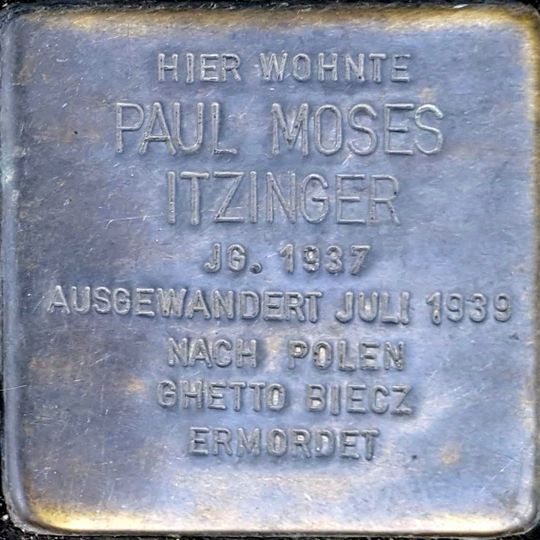 HIER WOHNTE
PAUL MOSES
ITZINGER
JG. 1937
AUSGEWANDERT JULI 1939
NACH POLEN
GHETTO BIECZ
ERMORDET